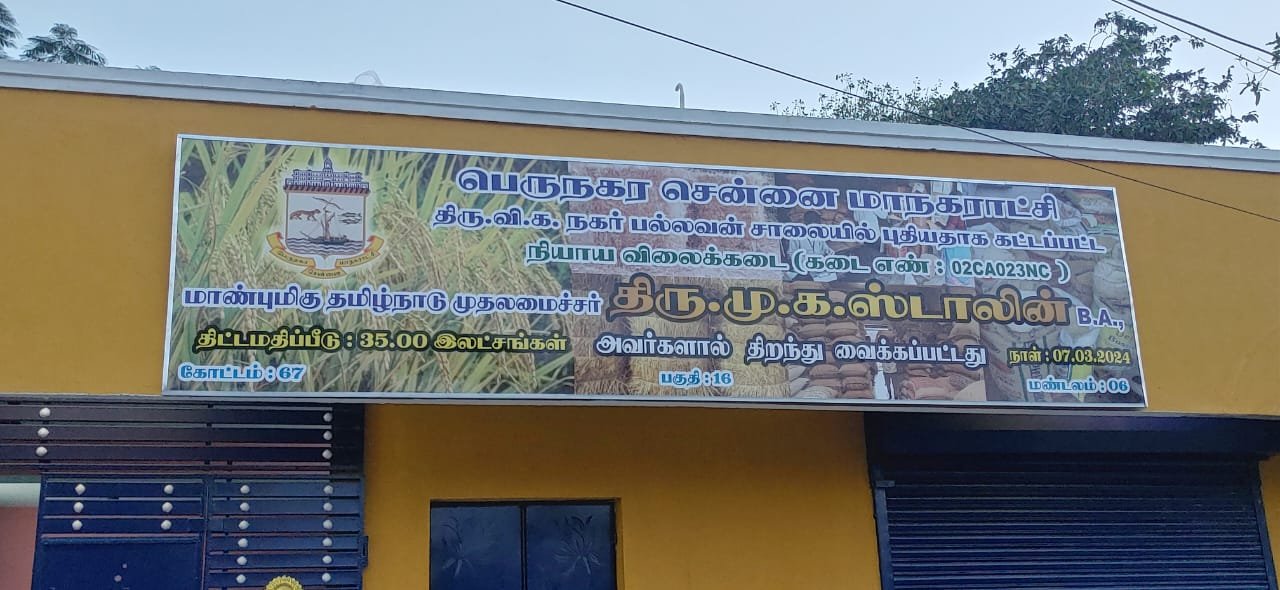 பெருநகர சென்னை மாநகராட்சி
திரு.வி.க. நகர் பல்லவன் சாலையில் புதியதாக கட்டப்பட்ட
நியாய விலைக்கடை (கடை எண் : 02CA023NC )
மாண்புமிகு தமிழ்நாடு முதலமைச்சர் திரு.மு.க.ஸ்டாலின் B.A.,
திட்டமதிப்பீடு : 35.00 இலட்சங்கள் அவர்களால் திறந்து வைக்கப்பட்டது நாள் : 07.03.2024
கோட்டம் : 67 பகுதி : 16 மண்டலம் : 06
பெருநகர சென்னை மாநகராட்சி